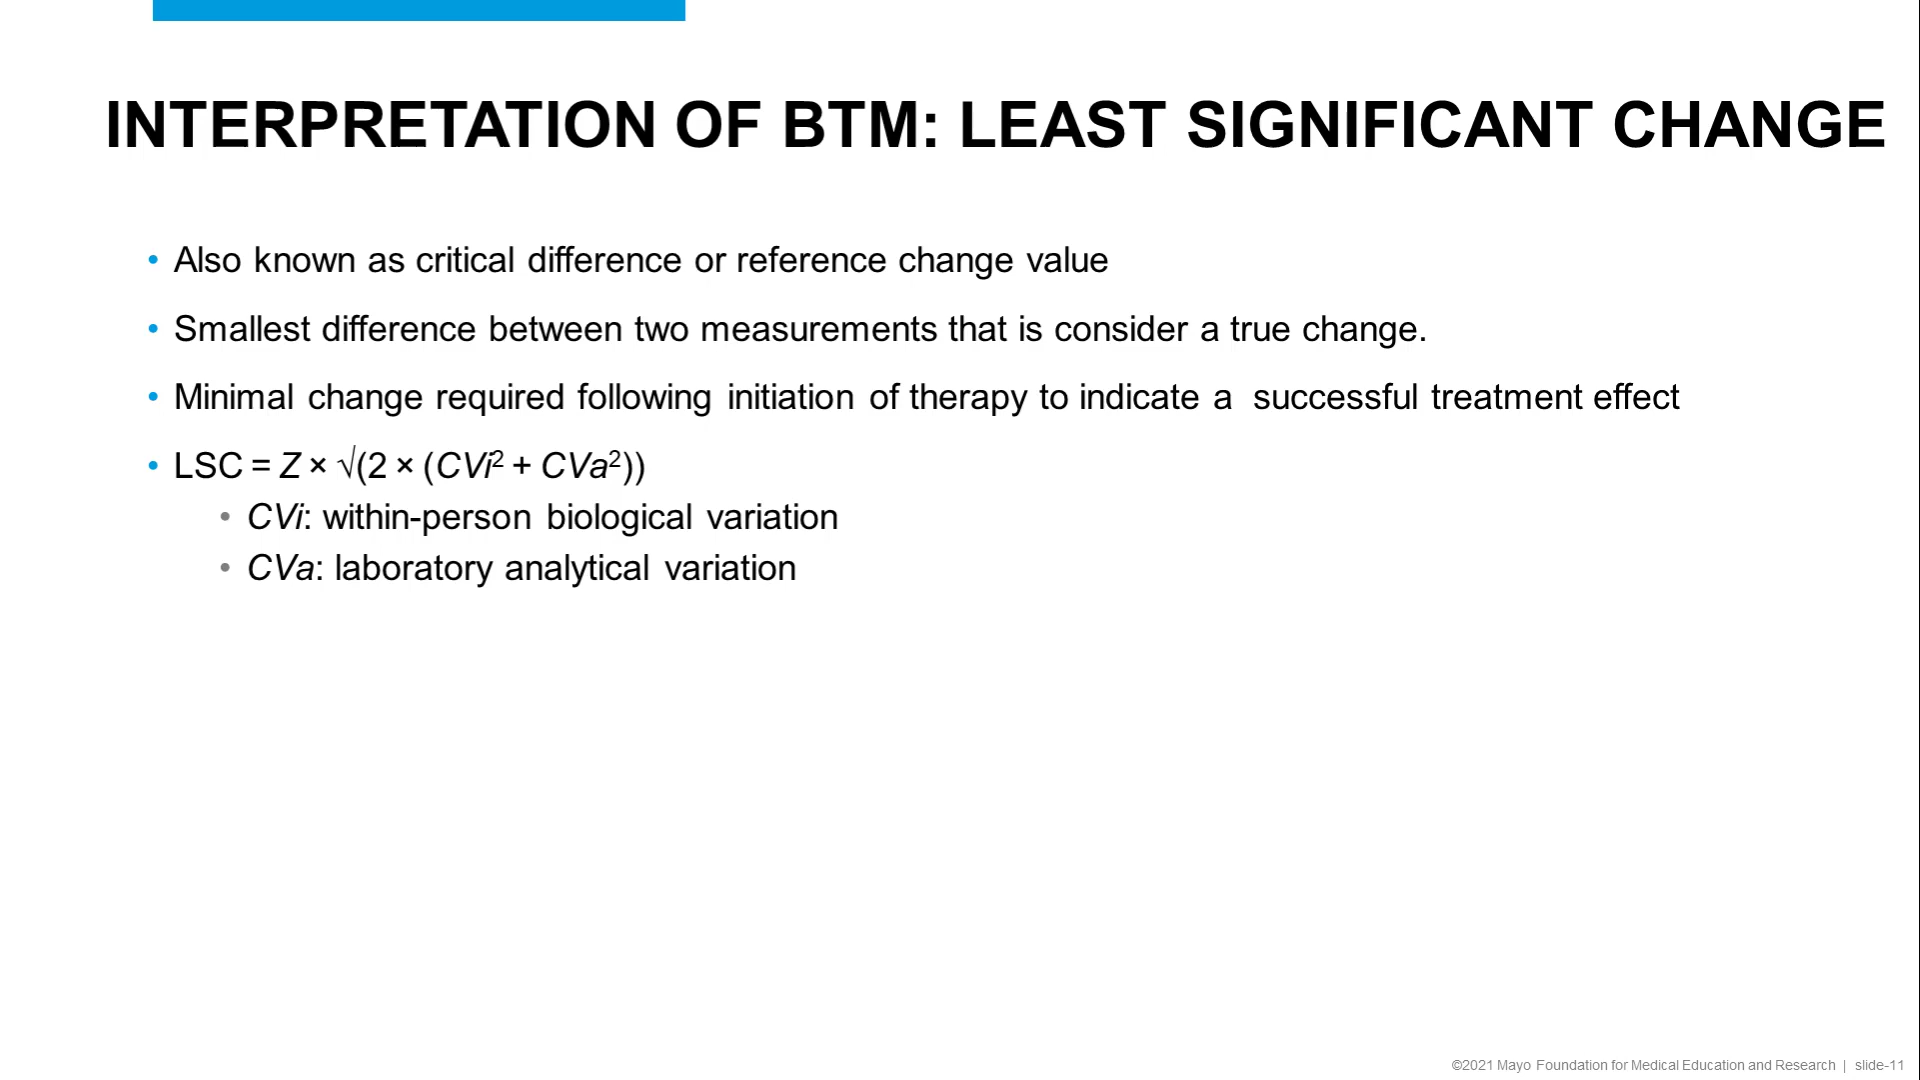 INTERPRETATION OF BTM: LEAST SIGNIFICANT CHANGE
• Also known as critical difference or reference change value
• Smallest difference between two measurements that is consider a true change.
• Minimal change required following initiation of therapy to indicate a  successful treatment effect
• LSC = Z × √(2 × (CVi² + CVa²))
• CVi: within-person biological variation
• CVa: laboratory analytical variation
©2021 Mayo Foundation for Medical Education and Research | slide-11